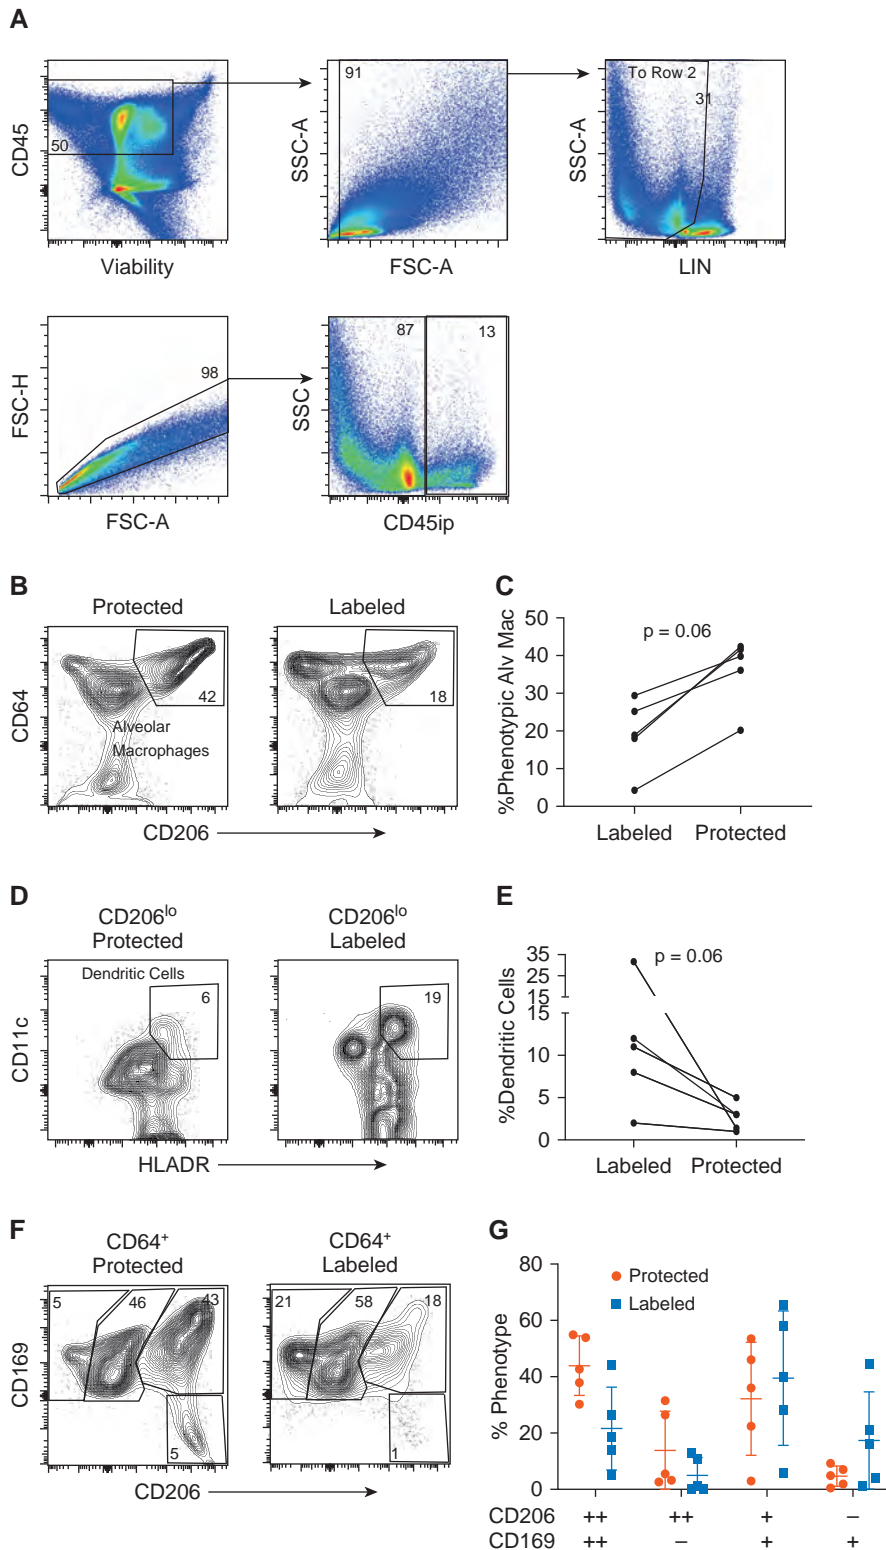 A
CD45
50
Viability
91
SSC-A
FSC-A
To Row 2
31
SSC-A
LIN
98
FSC-H
FSC-A
87
13
SSC
CD45ip
B
Protected
Labeled
CD64
42
Alveolar
Macrophages
18
CD206
C
%Phenotypic Alv Mac
50
40
30
20
10
0
p = 0.06
Labeled
Protected
D
CD206lo
Protected
CD206lo
Labeled
Dendritic Cells
6
19
CD11c
HLADR
E
%Dendritic Cells
35
25
15
15
10
5
0
p = 0.06
Labeled
Protected
F
CD64+
Protected
CD64+
Labeled
5
46
43
5
21
58
18
1
CD169
CD206
G
% Phenotype
80
60
40
20
0
Protected
Labeled
CD206 ++ ++ + –
CD169 ++ – + +